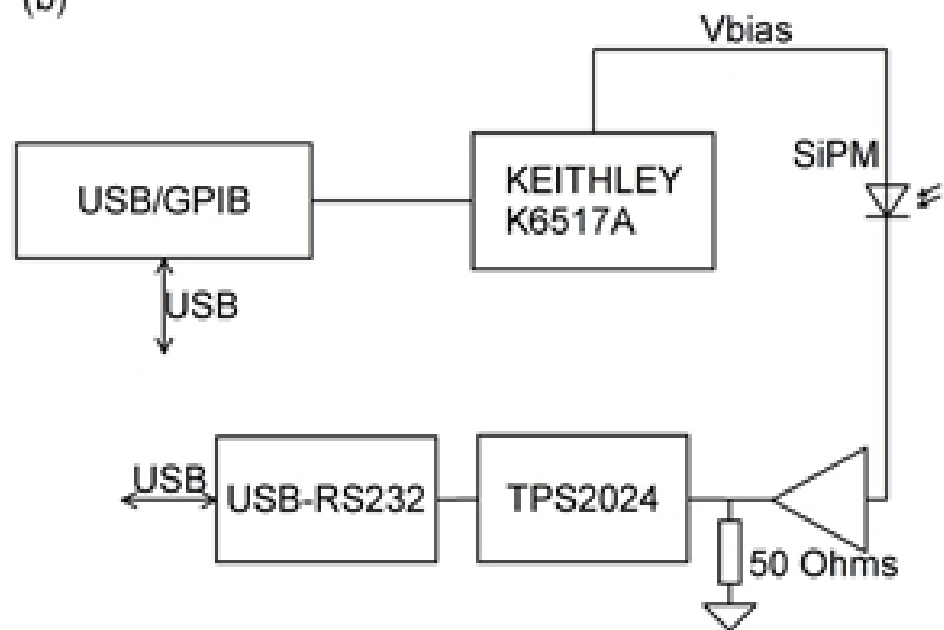 (b)
Vbias
SiPM
USB/GPIB
KEITHLEY
K6517A
USB
USB
USB-RS232
TPS2024
50 Ohms